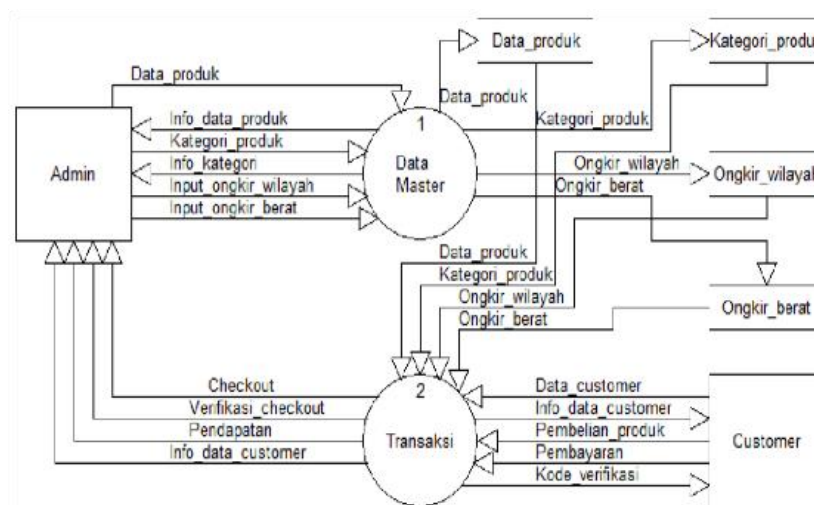 Data_produk
Kategori_produk
Data_produk
Data_produk
Info_data_produk
1
Kategori_produk
Kategori_produk
Admin
Info_kategori
Data
Master
Ongkir_wilayah
Ongkir_wilayah
Input_ongkir_wilayah
Ongkir_berat
Input_ongkir_berat
Data_produk
Kategori_produk
Ongkir_wilayah
Ongkir_berat
Ongkir_berat
Checkout
2
Data_customer
Verifikasi_checkout
Info_data_customer
Pendapatan
Transaksi
Pembelian_produk
Customer
Info_data_customer
Pembayaran
Kode_verifikasi